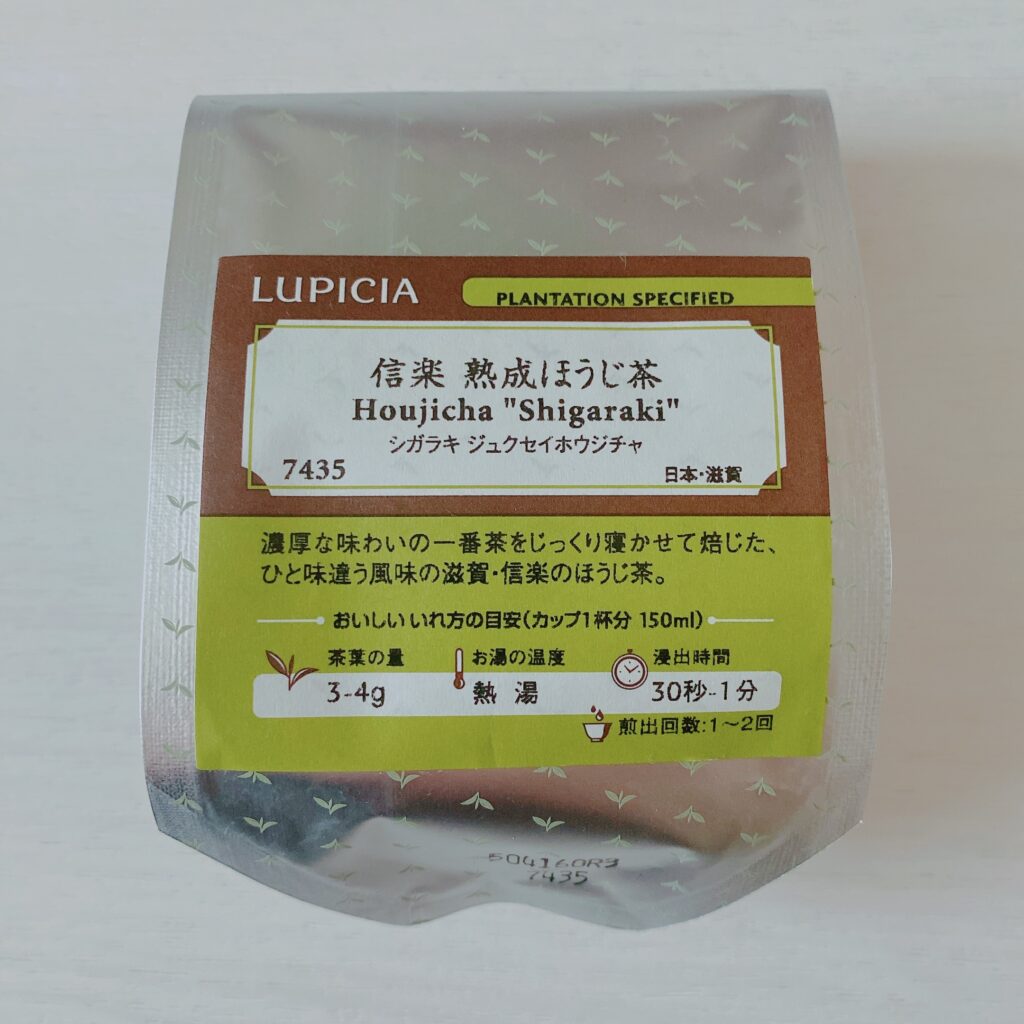 LUPICIA
PLANTATION SPECIFIED
信楽 熟成ほうじ茶
Houjicha "Shigaraki"
シガラキ ジュクセイホウジチャ
7435
日本・滋賀
濃厚な味わいの一番茶をじっくり寝かせて焙じた、
ひと味違う風味の滋賀・信楽のほうじ茶。
おいしいいれ方の目安(カップ1杯分 150ml)
茶葉の量
お湯の温度
浸出時間
3-4g
熱湯
30秒-1分
煎出回数:1〜2回
7435